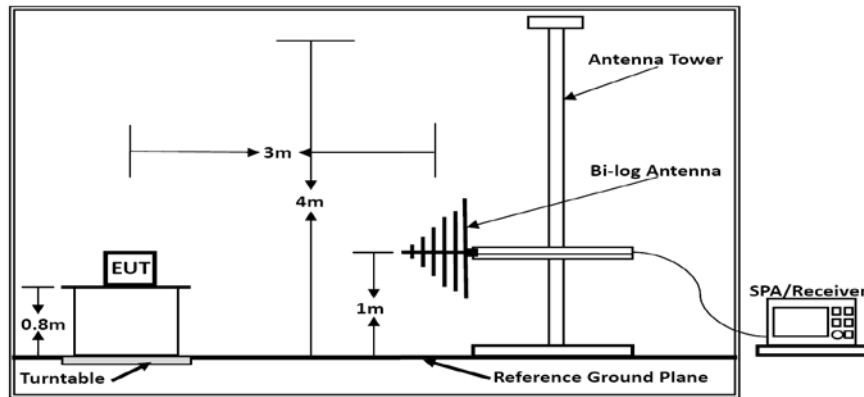 Antenna Tower
3m
Bi-log Antenna
4m
EUT
SPA/Receiver
0.8m
1m
Turntable
Reference Ground Plane